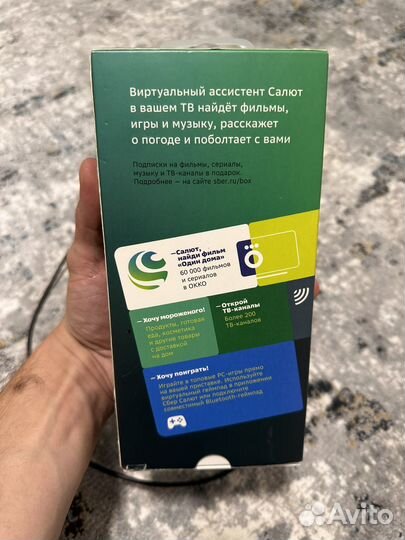 Виртуальный ассистент Салют
в вашем ТВ найдёт фильмы,
игры и музыку, расскажет
о погоде и поболтает с вами
Подписки на фильмы, сериалы,
музыку и ТВ-каналы в подарок.
Подробнее — на сайте sber.ru/box
—Салют,
найди фильм
«Один дома»
60 000 фильмов
и сериалов
в ОККО
— Хочу мороженого!
Продукты, готовая
еда, косметика
и другие товары
с доставкой
на дом
— Открой
ТВ-каналы
Более 200
ТВ-каналов
— Хочу поиграть!
Играйте в топовые PC-игры прямо
на вашей приставке. Используйте
виртуальный геймпад в приложении
Сбер Салют или подключите
совместимый Bluetooth-геймпад
Avito